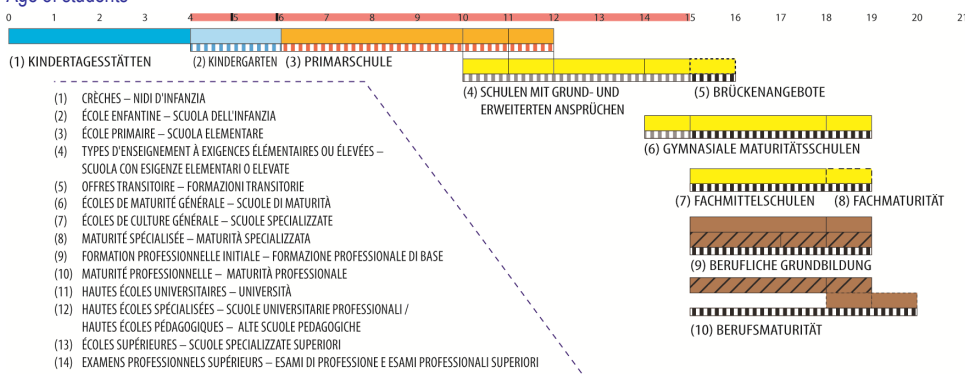 Age of students
0 1 2 3 4 5 6 7 8 9 10 11 12 13 14 15 16 17 18 19 20 21
(1) KINDERTAGESSTÄTTEN
(2) KINDERGARTEN
(3) PRIMARSCHULE
(4) SCHULEN MIT GRUND- UND
ERWEITERTEN ANSPRÜCHEN
(5) BRÜCKENANGEBOTE
(6) GYMNASIALE MATURITÄTSSCHULEN
(7) FACHMITTELSCHULEN
(8) FACHMATURITÄT
(9) BERUFLICHE GRUNDBILDUNG
(10) BERUFSMATURITÄT
(1) CRÈCHES – NIDI D'INFANZIA
(2) ÉCOLE ENFANTINE – SCUOLA DELL'INFANZIA
(3) ÉCOLE PRIMAIRE – SCUOLA ELEMENTARE
(4) TYPES D'ENSEIGNEMENT À EXIGENCES ÉLÉMENTAIRES OU ÉLEVÉES –
SCUOLA CON ESIGENZE ELEMENTARI O ELEVATE
(5) OFFRES TRANSITOIRE – FORMAZIONI TRANSITORIE
(6) ÉCOLES DE MATURITÉ GÉNÉRALE – SCUOLE DI MATURITÀ
(7) ÉCOLES DE CULTURE GÉNÉRALE – SCUOLE SPECIALIZZATE
(8) MATURITÉ SPÉCIALISÉE – MATURITÀ SPECIALIZZATA
(9) FORMATION PROFESSIONNELLE INITIALE – FORMAZIONE PROFESSIONALE DI BASE
(10) MATURITÉ PROFESSIONNELLE – MATURITÀ PROFESSIONALE
(11) HAUTES ÉCOLES UNIVERSITAIRES – UNIVERSITÀ
(12) HAUTES ÉCOLES SPÉCIALISÉES – SCUOLE UNIVERSITARIE PROFESSIONALI /
HAUTES ÉCOLES PÉDAGOGIQUES – ALTE SCUOLE PEDAGOGICHE
(13) ÉCOLES SUPÉRIEURES – SCUOLE SPECIALIZZATE SUPERIORI
(14) EXAMENS PROFESSIONNELS SUPÉRIEURS – ESAMI DI PROFESSIONE E ESAMI PROFESSIONALI SUPERIORI